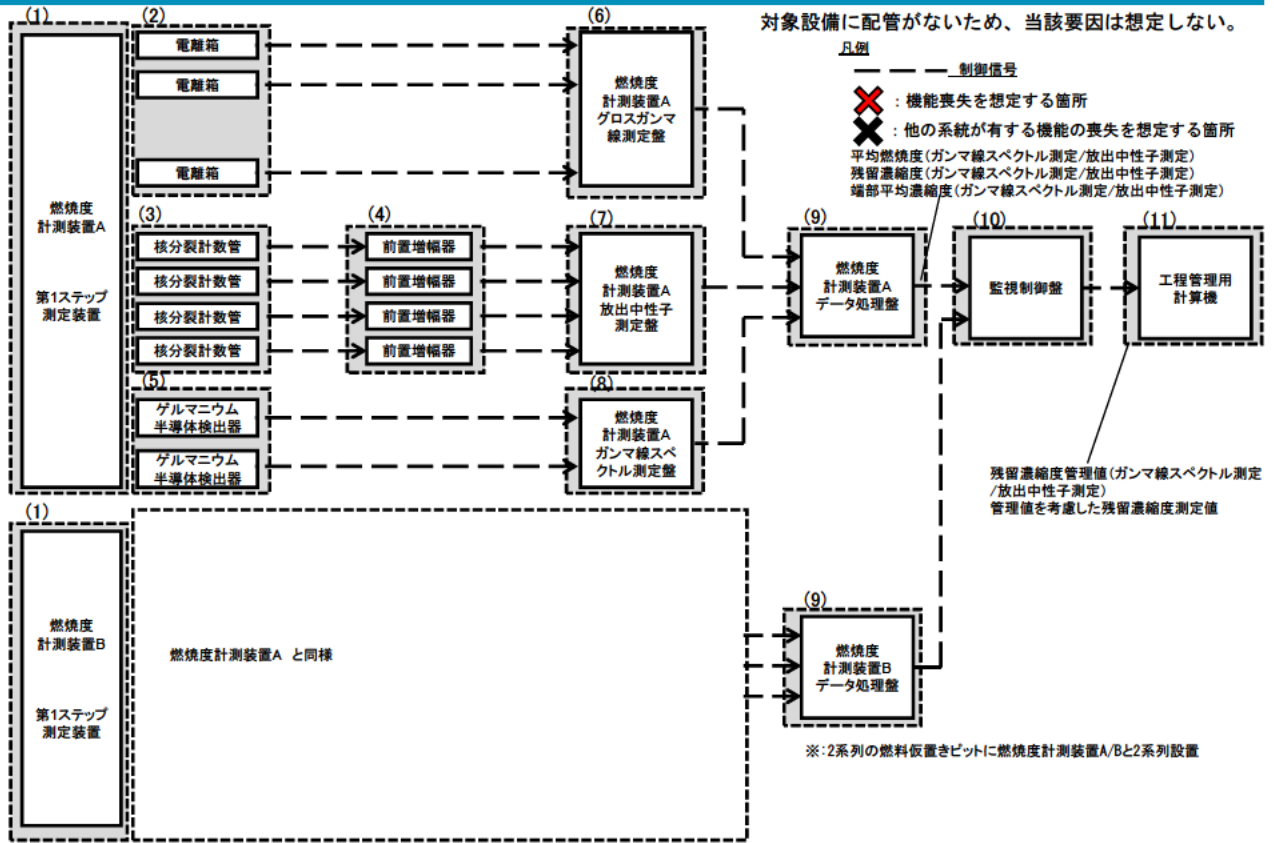 対象設備に配管がないため、当該要因は想定しない。
凡例
制御信号
:機能喪失を想定する箇所
:他の系統が有する機能の喪失を想定する箇所
平均燃焼度(ガンマ線スペクトル測定/放出中性子測定)
残留濃縮度(ガンマ線スペクトル測定/放出中性子測定)
端部平均濃縮度(ガンマ線スペクトル測定/放出中性子測定)
(1)
燃焼度
計測装置A
第1ステップ
測定装置
(2)
電離箱
電離箱
電離箱
(3)
核分裂計数管
核分裂計数管
核分裂計数管
核分裂計数管
(4)
前置増幅器
前置増幅器
前置増幅器
前置増幅器
(5)
ゲルマニウム
半導体検出器
ゲルマニウム
半導体検出器
(6)
燃焼度
計測装置A
グロスガンマ
線測定盤
(7)
燃焼度
計測装置A
放出中性子
測定盤
(8)
燃焼度
計測装置A
ガンマ線スペ
クトル測定盤
(9)
燃焼度
計測装置A
データ処理盤
(10)
監視制御盤
(11)
工程管理用
計算機
残留濃縮度管理値(ガンマ線スペクトル測定
/放出中性子測定)
管理値を考慮した残留濃縮度測定値
(1)
燃焼度
計測装置B
第1ステップ
測定装置
燃焼度計測装置A と同様
(9)
燃焼度
計測装置B
データ処理盤
※:2系列の燃料仮置きピットに燃焼度計測装置A/Bと2系列設置